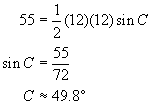 55 = 1/2 (12)(12) sin C
sin C = 55/72
C ≈ 49.8°